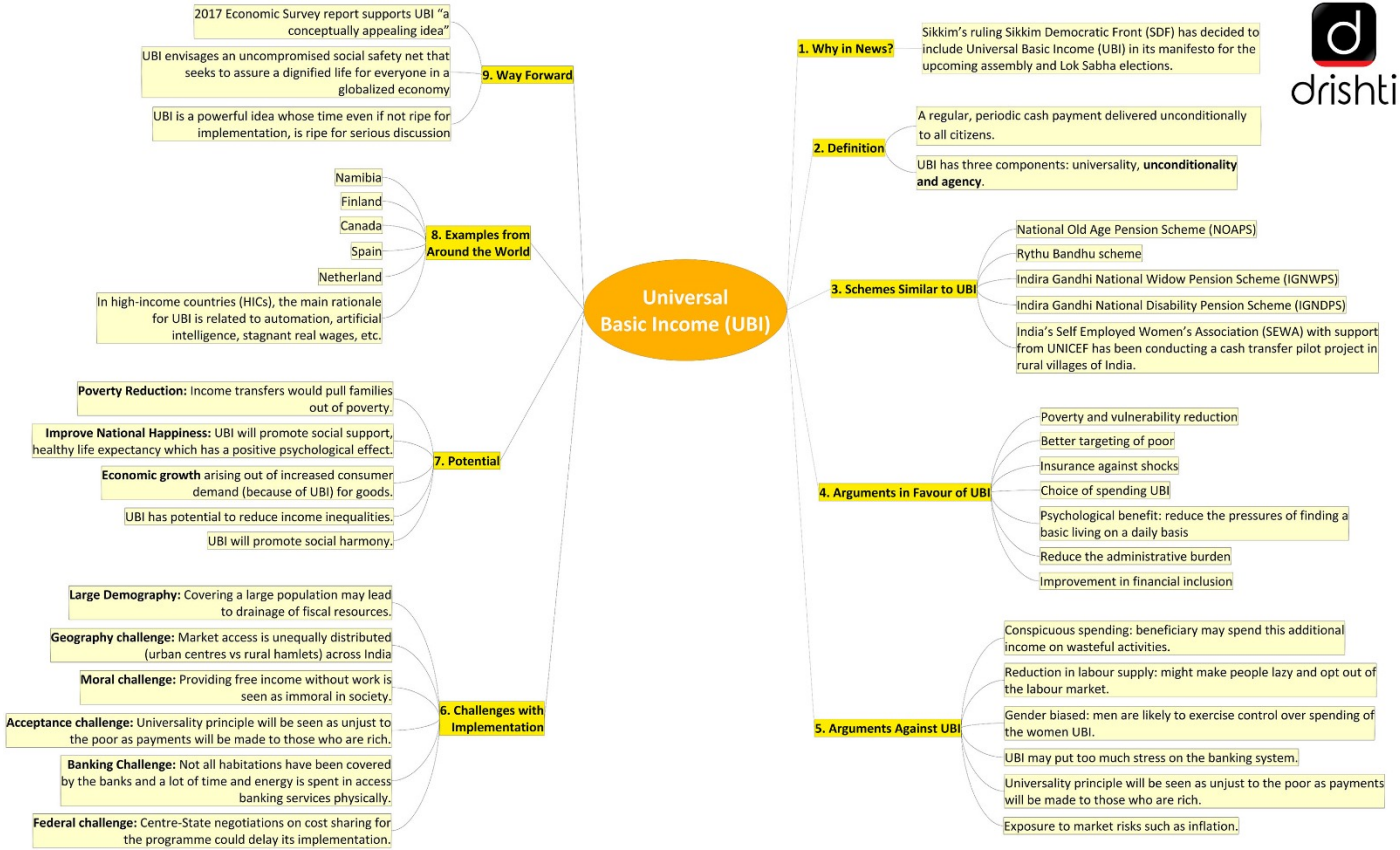 drishti
Universal
Basic Income (UBI)
1. Why in News?
Sikkim's ruling Sikkim Democratic Front (SDF) has decided to
include Universal Basic Income (UBI) in its manifesto for the
upcoming assembly and Lok Sabha elections.
2. Definition
A regular, periodic cash payment delivered unconditionally
to all citizens.
UBI has three components: universality, unconditionality
and agency.
3. Schemes Similar to UBI
National Old Age Pension Scheme (NOAPS)
Rythu Bandhu scheme
Indira Gandhi National Widow Pension Scheme (IGNWPS)
Indira Gandhi National Disability Pension Scheme (IGNDPS)
India's Self Employed Women's Association (SEWA) with support
from UNICEF has been conducting a cash transfer pilot project in
rural villages of India.
4. Arguments in Favour of UBI
Poverty and vulnerability reduction
Better targeting of poor
Insurance against shocks
Choice of spending UBI
Psychological benefit: reduce the pressures of finding a
basic living on a daily basis
Reduce the administrative burden
Improvement in financial inclusion
5. Arguments Against UBI
Conspicuous spending: beneficiary may spend this additional
income on wasteful activities.
Reduction in labour supply: might make people lazy and opt out of
the labour market.
Gender biased: men are likely to exercise control over spending of
the women UBI.
UBI may put too much stress on the banking system.
Universality principle will be seen as unjust to the poor as payments
will be made to those who are rich.
Exposure to market risks such as inflation.
6. Challenges with
Implementation
Large Demography: Covering a large population may lead
to drainage of fiscal resources.
Geography challenge: Market access is unequally distributed
(urban centres vs rural hamlets) across India
Moral challenge: Providing free income without work is
seen as immoral in society.
Acceptance challenge: Universality principle will be seen as unjust to
the poor as payments will be made to those who are rich.
Banking Challenge: Not all habitations have been covered
by the banks and a lot of time and energy is spent in access
banking services physically.
Federal challenge: Centre-State negotiations on cost sharing for
the programme could delay its implementation.
7. Potential
Poverty Reduction: Income transfers would pull families
out of poverty.
Improve National Happiness: UBI will promote social support,
healthy life expectancy which has a positive psychological effect.
Economic growth arising out of increased consumer
demand (because of UBI) for goods.
UBI has potential to reduce income inequalities.
UBI will promote social harmony.
8. Examples from
Around the World
Namibia
Finland
Canada
Spain
Netherland
In high-income countries (HICs), the main rationale
for UBI is related to automation, artificial
intelligence, stagnant real wages, etc.
9. Way Forward
2017 Economic Survey report supports UBI "a
conceptually appealing idea"
UBI envisages an uncompromised social safety net that
seeks to assure a dignified life for everyone in a
globalized economy
UBI is a powerful idea whose time even if not ripe for
implementation, is ripe for serious discussion